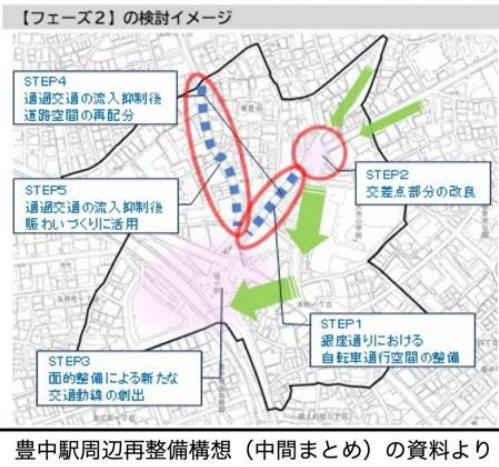 【フェーズ２】の検討イメージ
STEP4
通過交通の流入抑制後
道路空間の再配分
STEP5
通過交通の流入抑制後
賑わいづくりに活用
STEP2
交差点部分の改良
STEP1
銀座通りにおける
自転車通行空間の整備
STEP3
面的整備による新たな
交通動線の創出
豊中駅周辺再整備構想（中間まとめ）の資料より